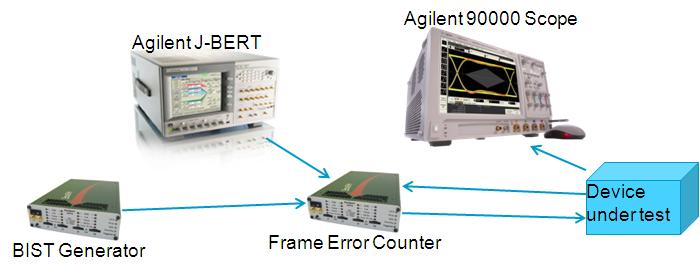 Agilent J-BERT
Agilent 90000 Scope
BIST Generator
Frame Error Counter
Device
under test